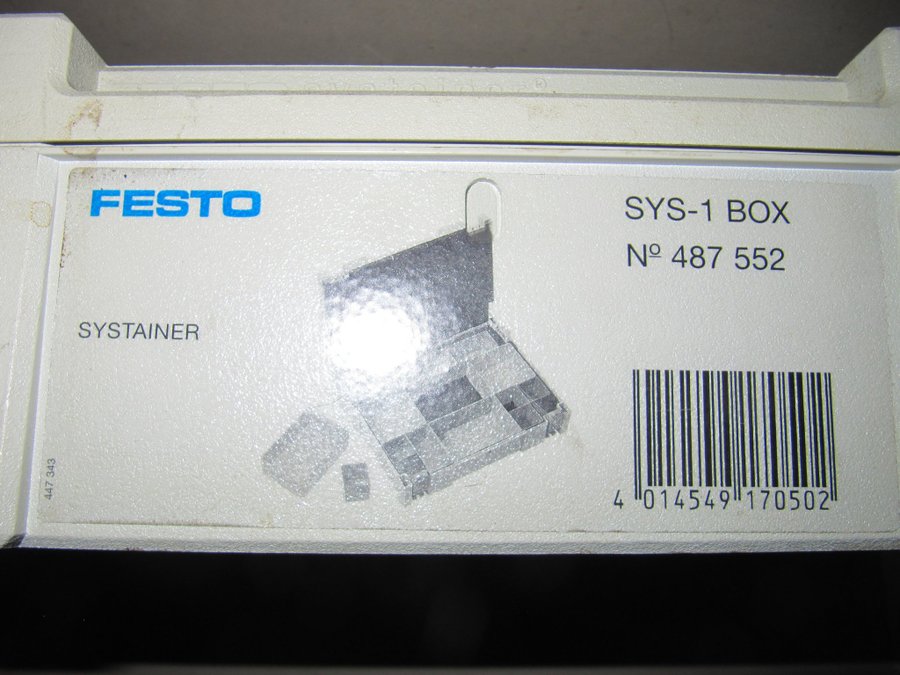 FESTO
SYS-1 BOX
Nº 487 552
SYSTAINER
447 343
4 014549 170502